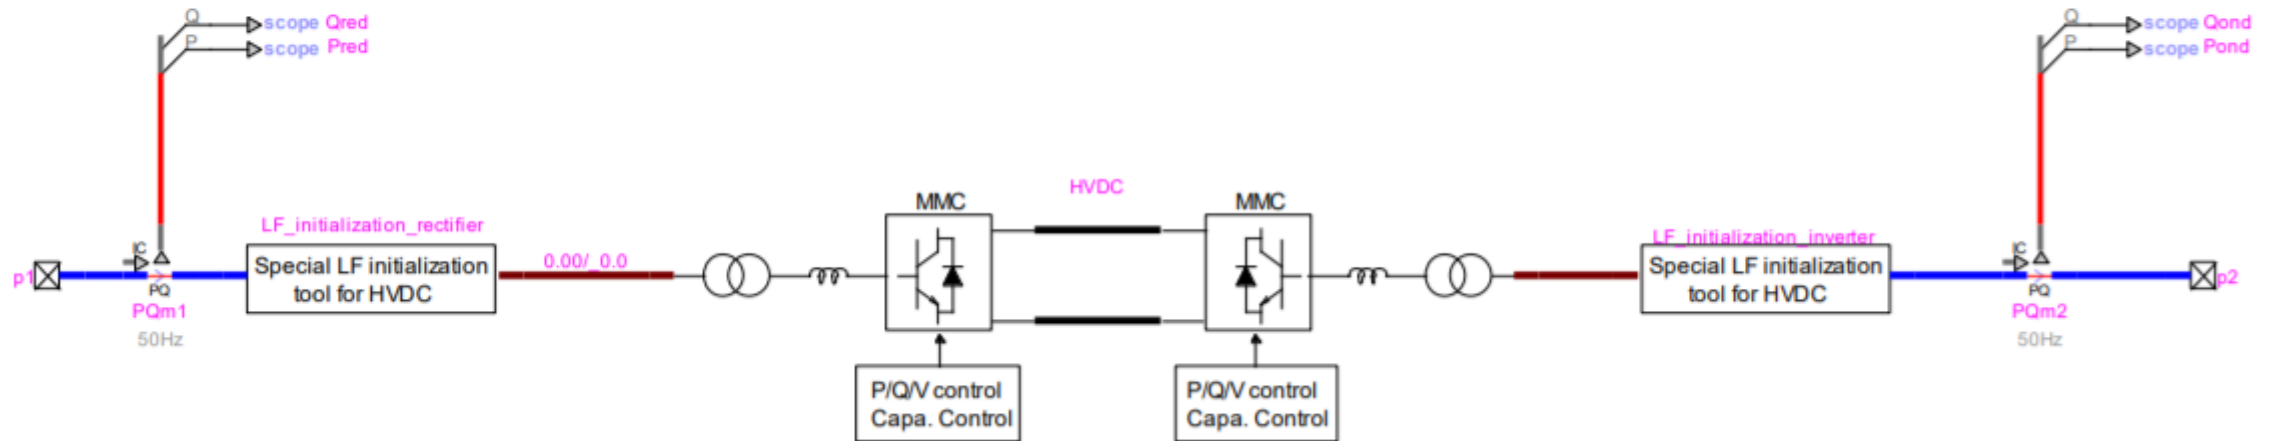 Q
scope Qred
P
scope Pred
Q
scope Qond
P
scope Pond
HVDC
MMC
MMC
LF_initialization_rectifier
LF_initialization_inverter
IC
IC
p1
Special LF initialization
tool for HVDC
0.00/_0.0
Special LF initialization
tool for HVDC
p2
PQ
PQm1
50Hz
PQ
PQm2
50Hz
P/Q/V control
Capa. Control
P/Q/V control
Capa. Control